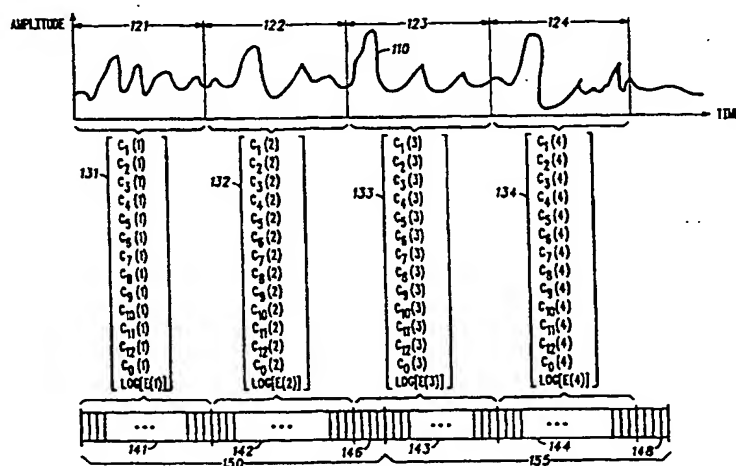 121 122 123 124
AMPLITUDE
110
TIME
131 132 133 134
C1(1) C1(2) C1(3) C1(4)
C2(1) C2(2) C2(3) C2(4)
C3(1) C3(2) C3(3) C3(4)
C4(1) C4(2) C4(3) C4(4)
C5(1) C5(2) C5(3) C5(4)
C6(1) C6(2) C6(3) C6(4)
C7(1) C7(2) C7(3) C7(4)
C8(1) C8(2) C8(3) C8(4)
C9(1) C9(2) C9(3) C9(4)
C10(1) C10(2) C10(3) C10(4)
C11(1) C11(2) C11(3) C11(4)
C12(1) C12(2) C12(3) C12(4)
C0(1) C0(2) C0(3) C0(4)
LOG[E(1)] LOG[E(2)] LOG[E(3)] LOG[E(4)]
••• ••• ••• •••
141 142 146 143 144 148
150 155